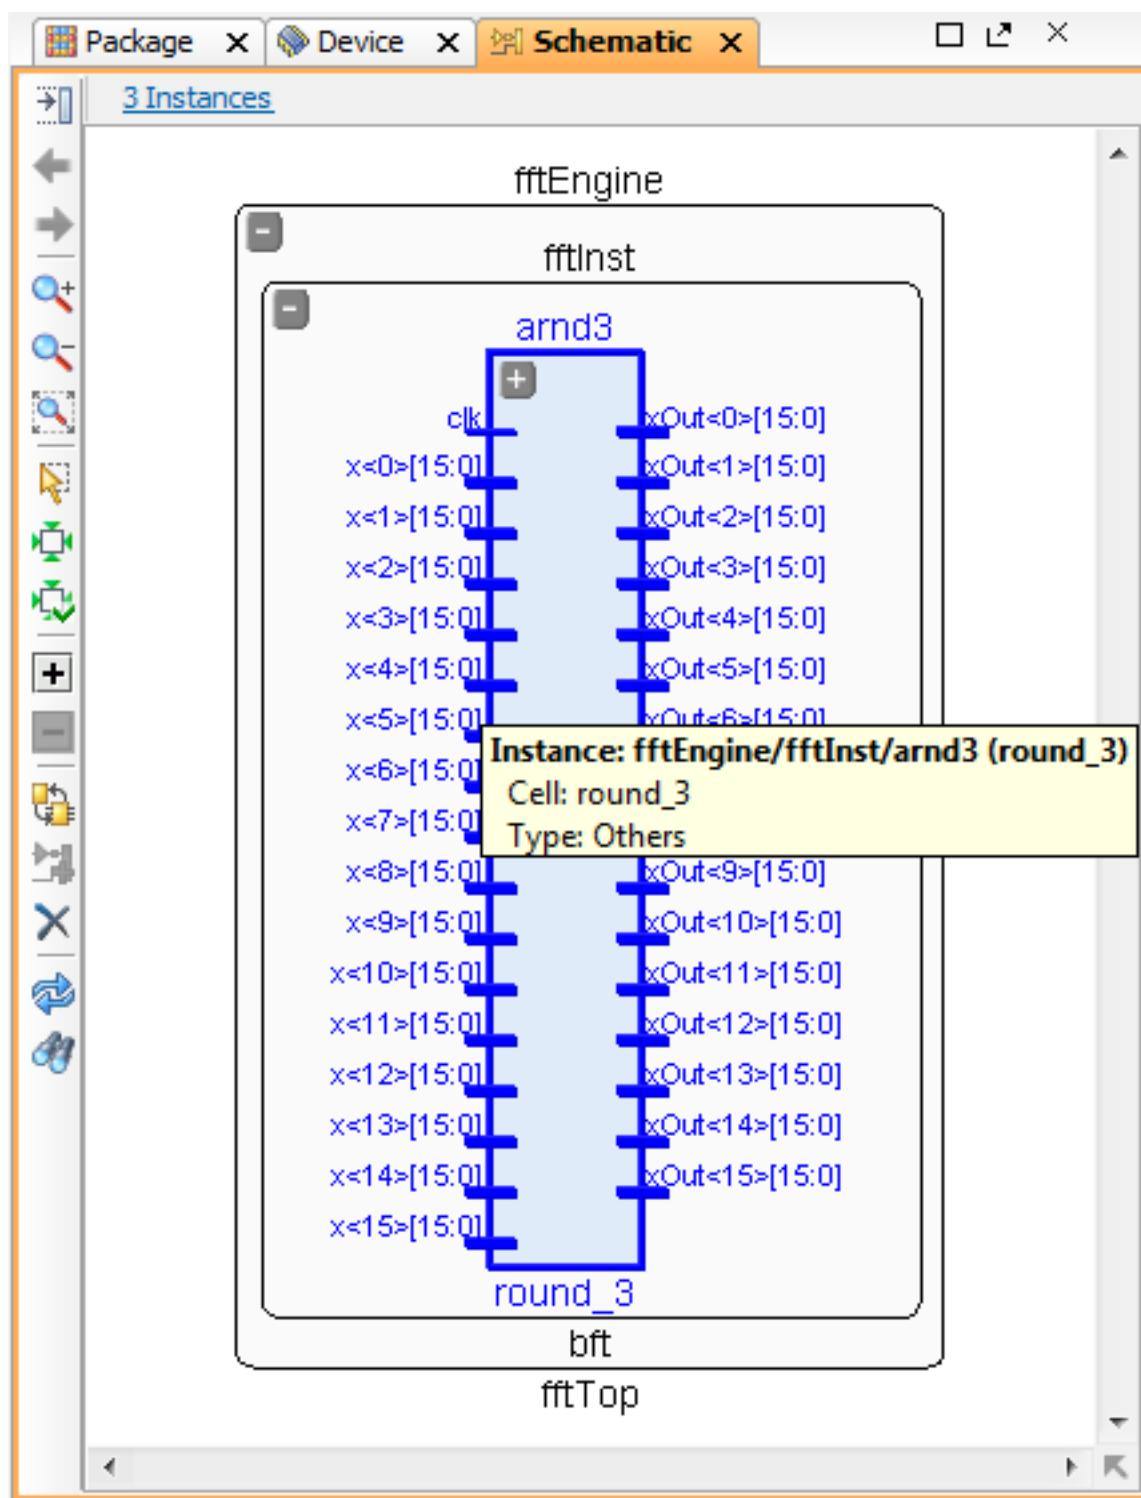 Package
Device
Schematic
3 Instances
fftEngine
fftInst
arnd3
clk xOut<0>[15:0]
x<0>[15:0] xOut<1>[15:0]
x<1>[15:0] xOut<2>[15:0]
x<2>[15:0] xOut<3>[15:0]
x<3>[15:0] xOut<4>[15:0]
x<4>[15:0] xOut<5>[15:0]
x<5>[15:0] xOut<6>[15:0]
Instance: fftEngine/fftInst/arnd3 (round_3)
x<6>[15:0]
Cell: round_3
x<7>[15:0]
Type: Others
x<8>[15:0] xOut<9>[15:0]
x<9>[15:0] xOut<10>[15:0]
x<10>[15:0] xOut<11>[15:0]
x<11>[15:0] xOut<12>[15:0]
x<12>[15:0] xOut<13>[15:0]
x<13>[15:0] xOut<14>[15:0]
x<14>[15:0] xOut<15>[15:0]
x<15>[15:0]
round_3
bft
fftTop